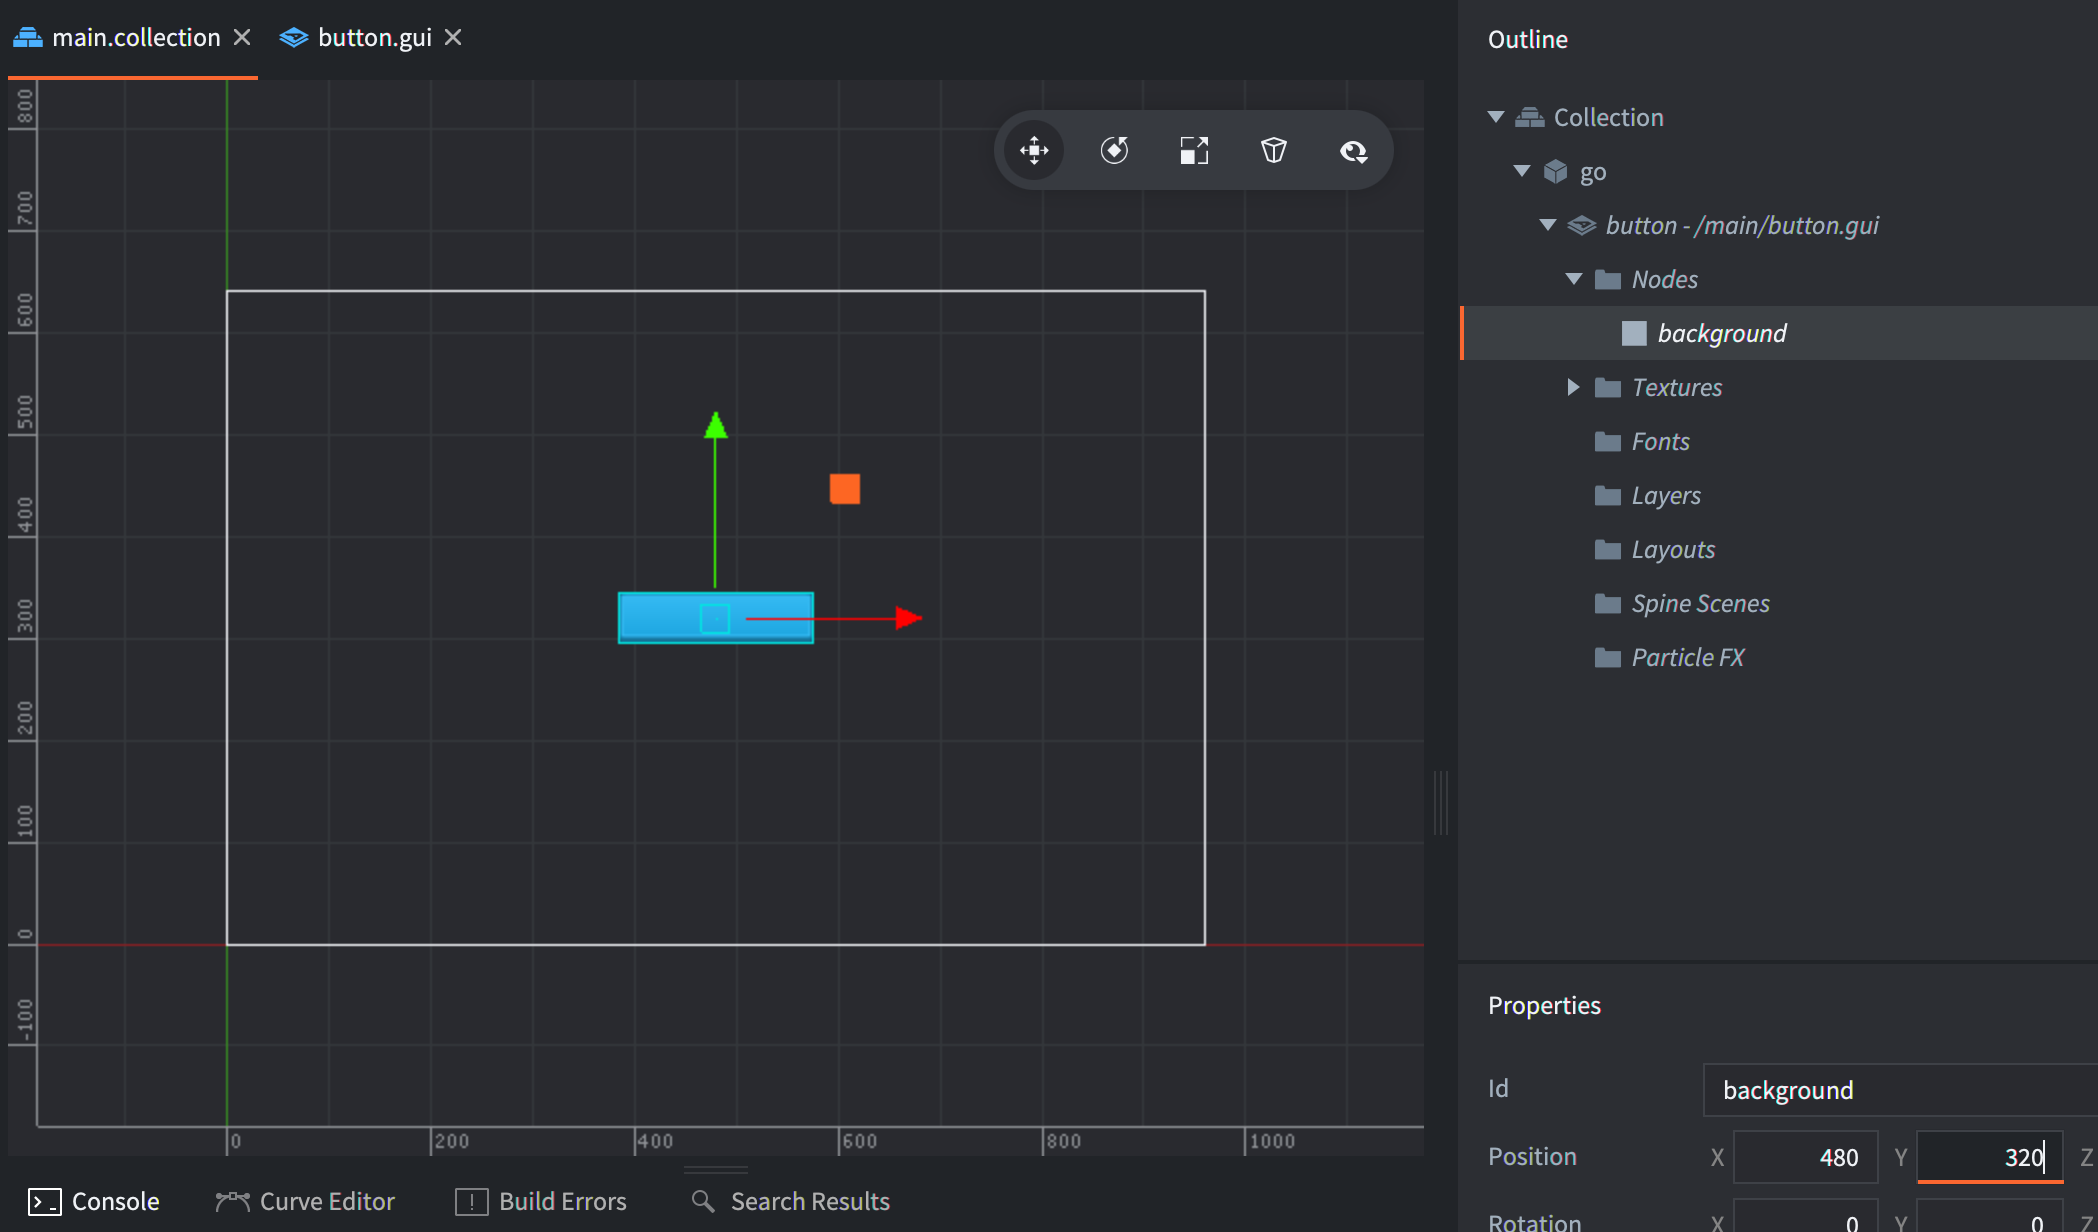 main.collection
button.gui
800
700
600
500
400
300
200
100
0
-100
0
200
400
600
800
1000
Console
Curve Editor
Build Errors
Search Results
Outline
Collection
go
button - /main/button.gui
Nodes
background
Textures
Fonts
Layers
Layouts
Spine Scenes
Particle FX
Properties
Id background
Position X 480 Y 320 Z
Rotation X 0 Y 0 Z